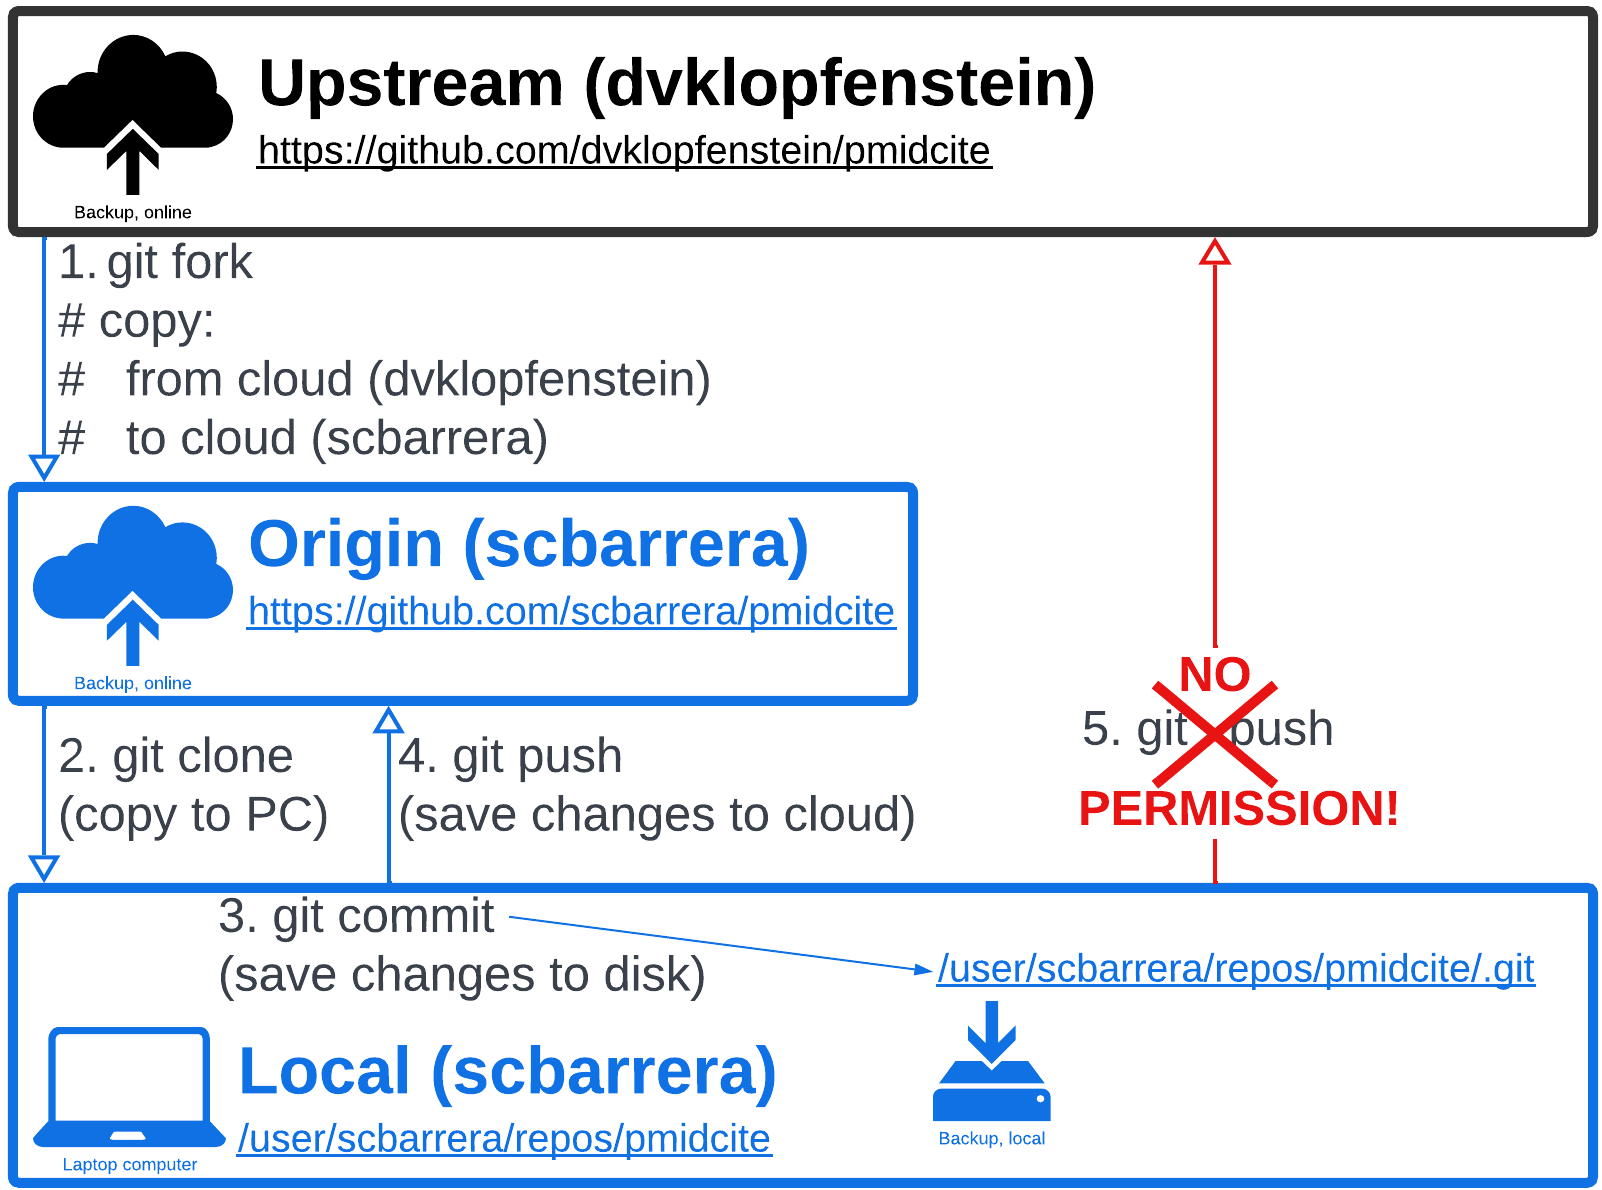 Upstream (dvklopfenstein)
https://github.com/dvklopfenstein/pmidcite
Backup, online
1. git fork
# copy:
# from cloud (dvklopfenstein)
# to cloud (scbarrera)
Origin (scbarrera)
https://github.com/scbarrera/pmidcite
Backup, online
2. git clone
(copy to PC)
4. git push
(save changes to cloud)
NO
5. git push
PERMISSION!
3. git commit
(save changes to disk)
/user/scbarrera/repos/pmidcite/.git
Backup, local
Local (scbarrera)
/user/scbarrera/repos/pmidcite
Laptop computer